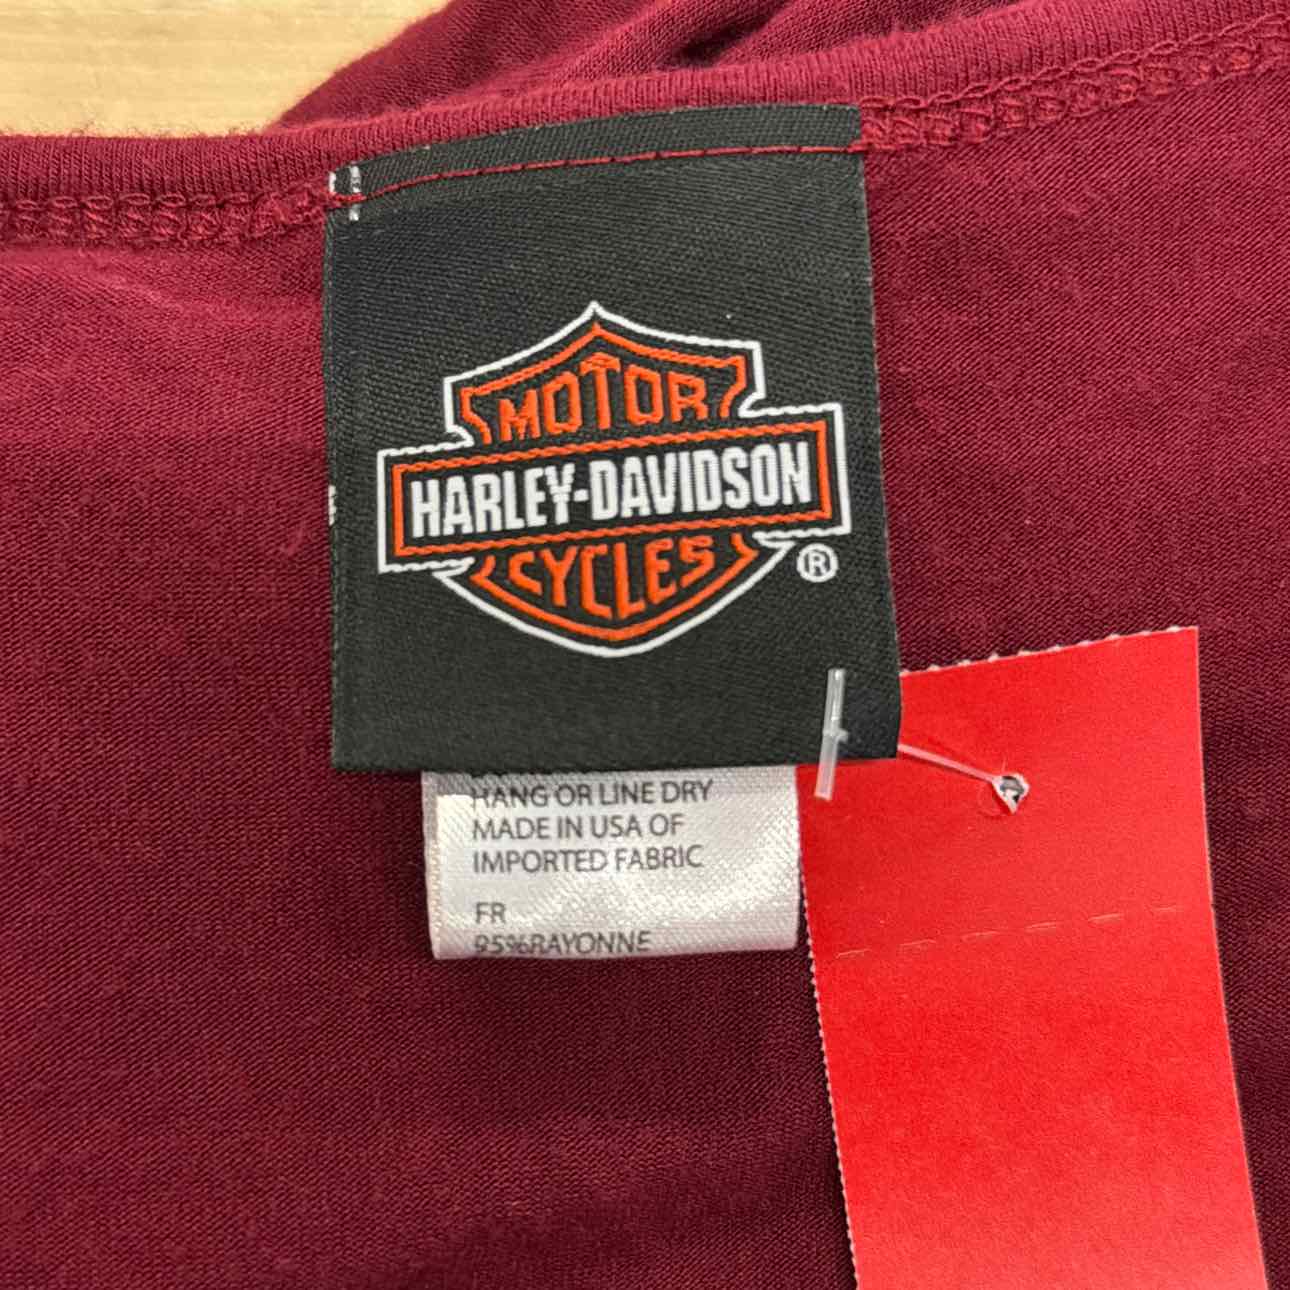 MOTOR
HARLEY-DAVIDSON
CYCLES
®
HANG OR LINE DRY
MADE IN USA OF
IMPORTED FABRIC
FR
95%RAYONNE